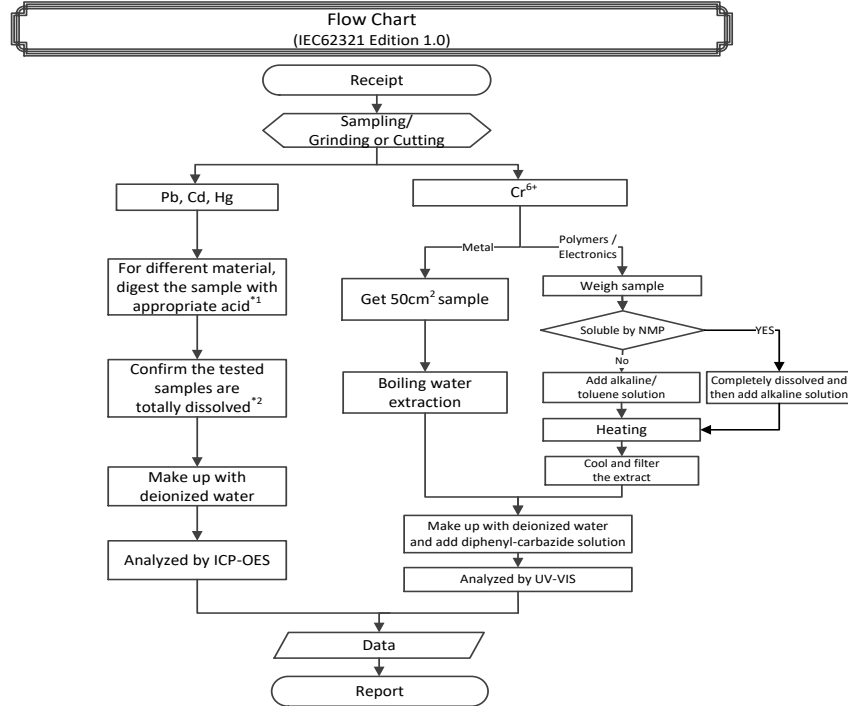 Flow Chart
(IEC62321 Edition 1.0)
Receipt
Sampling/
Grinding or Cutting
Pb, Cd, Hg
For different material,
digest the sample with
appropriate acid*1
Confirm the tested
samples are
totally dissolved*2
Make up with
deionized water
Analyzed by ICP-OES
Cr6+
Metal
Get 50cm2 sample
Boiling water
extraction
Polymers /
Electronics
Weigh sample
Soluble by NMP
YES
No
Add alkaline/
toluene solution
Completely dissolved and
then add alkaline solution
Heating
Cool and filter
the extract
Make up with deionized water
and add diphenyl-carbazide solution
Analyzed by UV-VIS
Data
Report